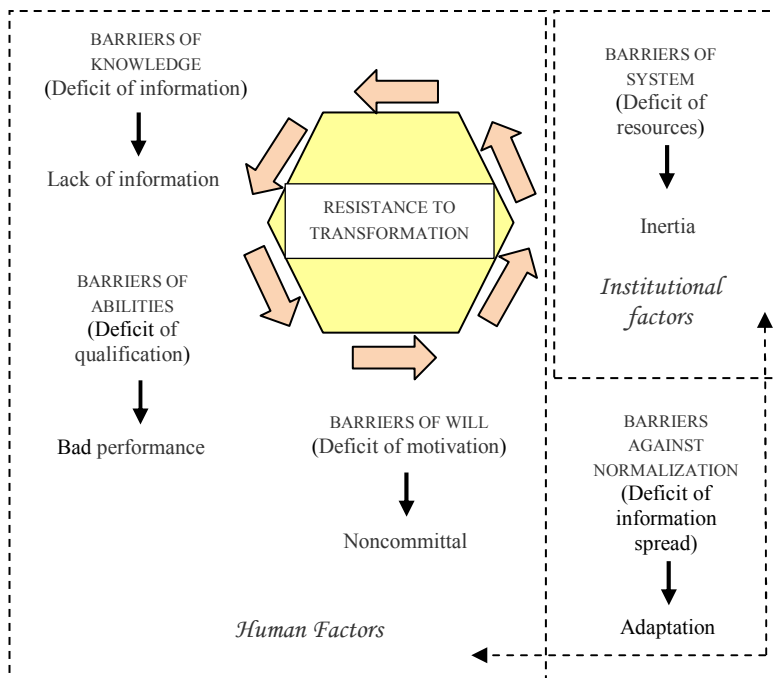 BARRIERS OF
KNOWLEDGE
(Deficit of information)
Lack of information
BARRIERS OF
ABILITIES
(Deficit of
qualification)
Bad performance
RESISTANCE TO
TRANSFORMATION
BARRIERS OF WILL
(Deficit of motivation)
Noncommittal
Human Factors
BARRIERS OF
SYSTEM
(Deficit of
resources)
Inertia
Institutional
factors
BARRIERS
AGAINST
NORMALIZATION
(Deficit of
information
spread)
Adaptation